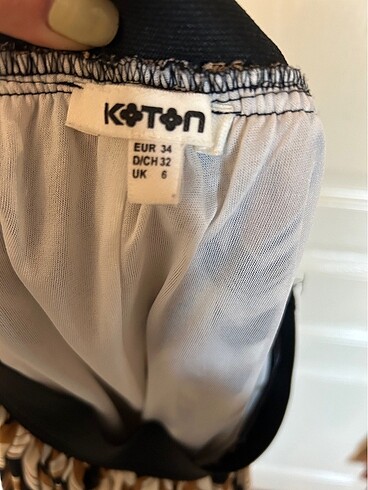 KOTON
EUR 34
D/CH 32
UK 6